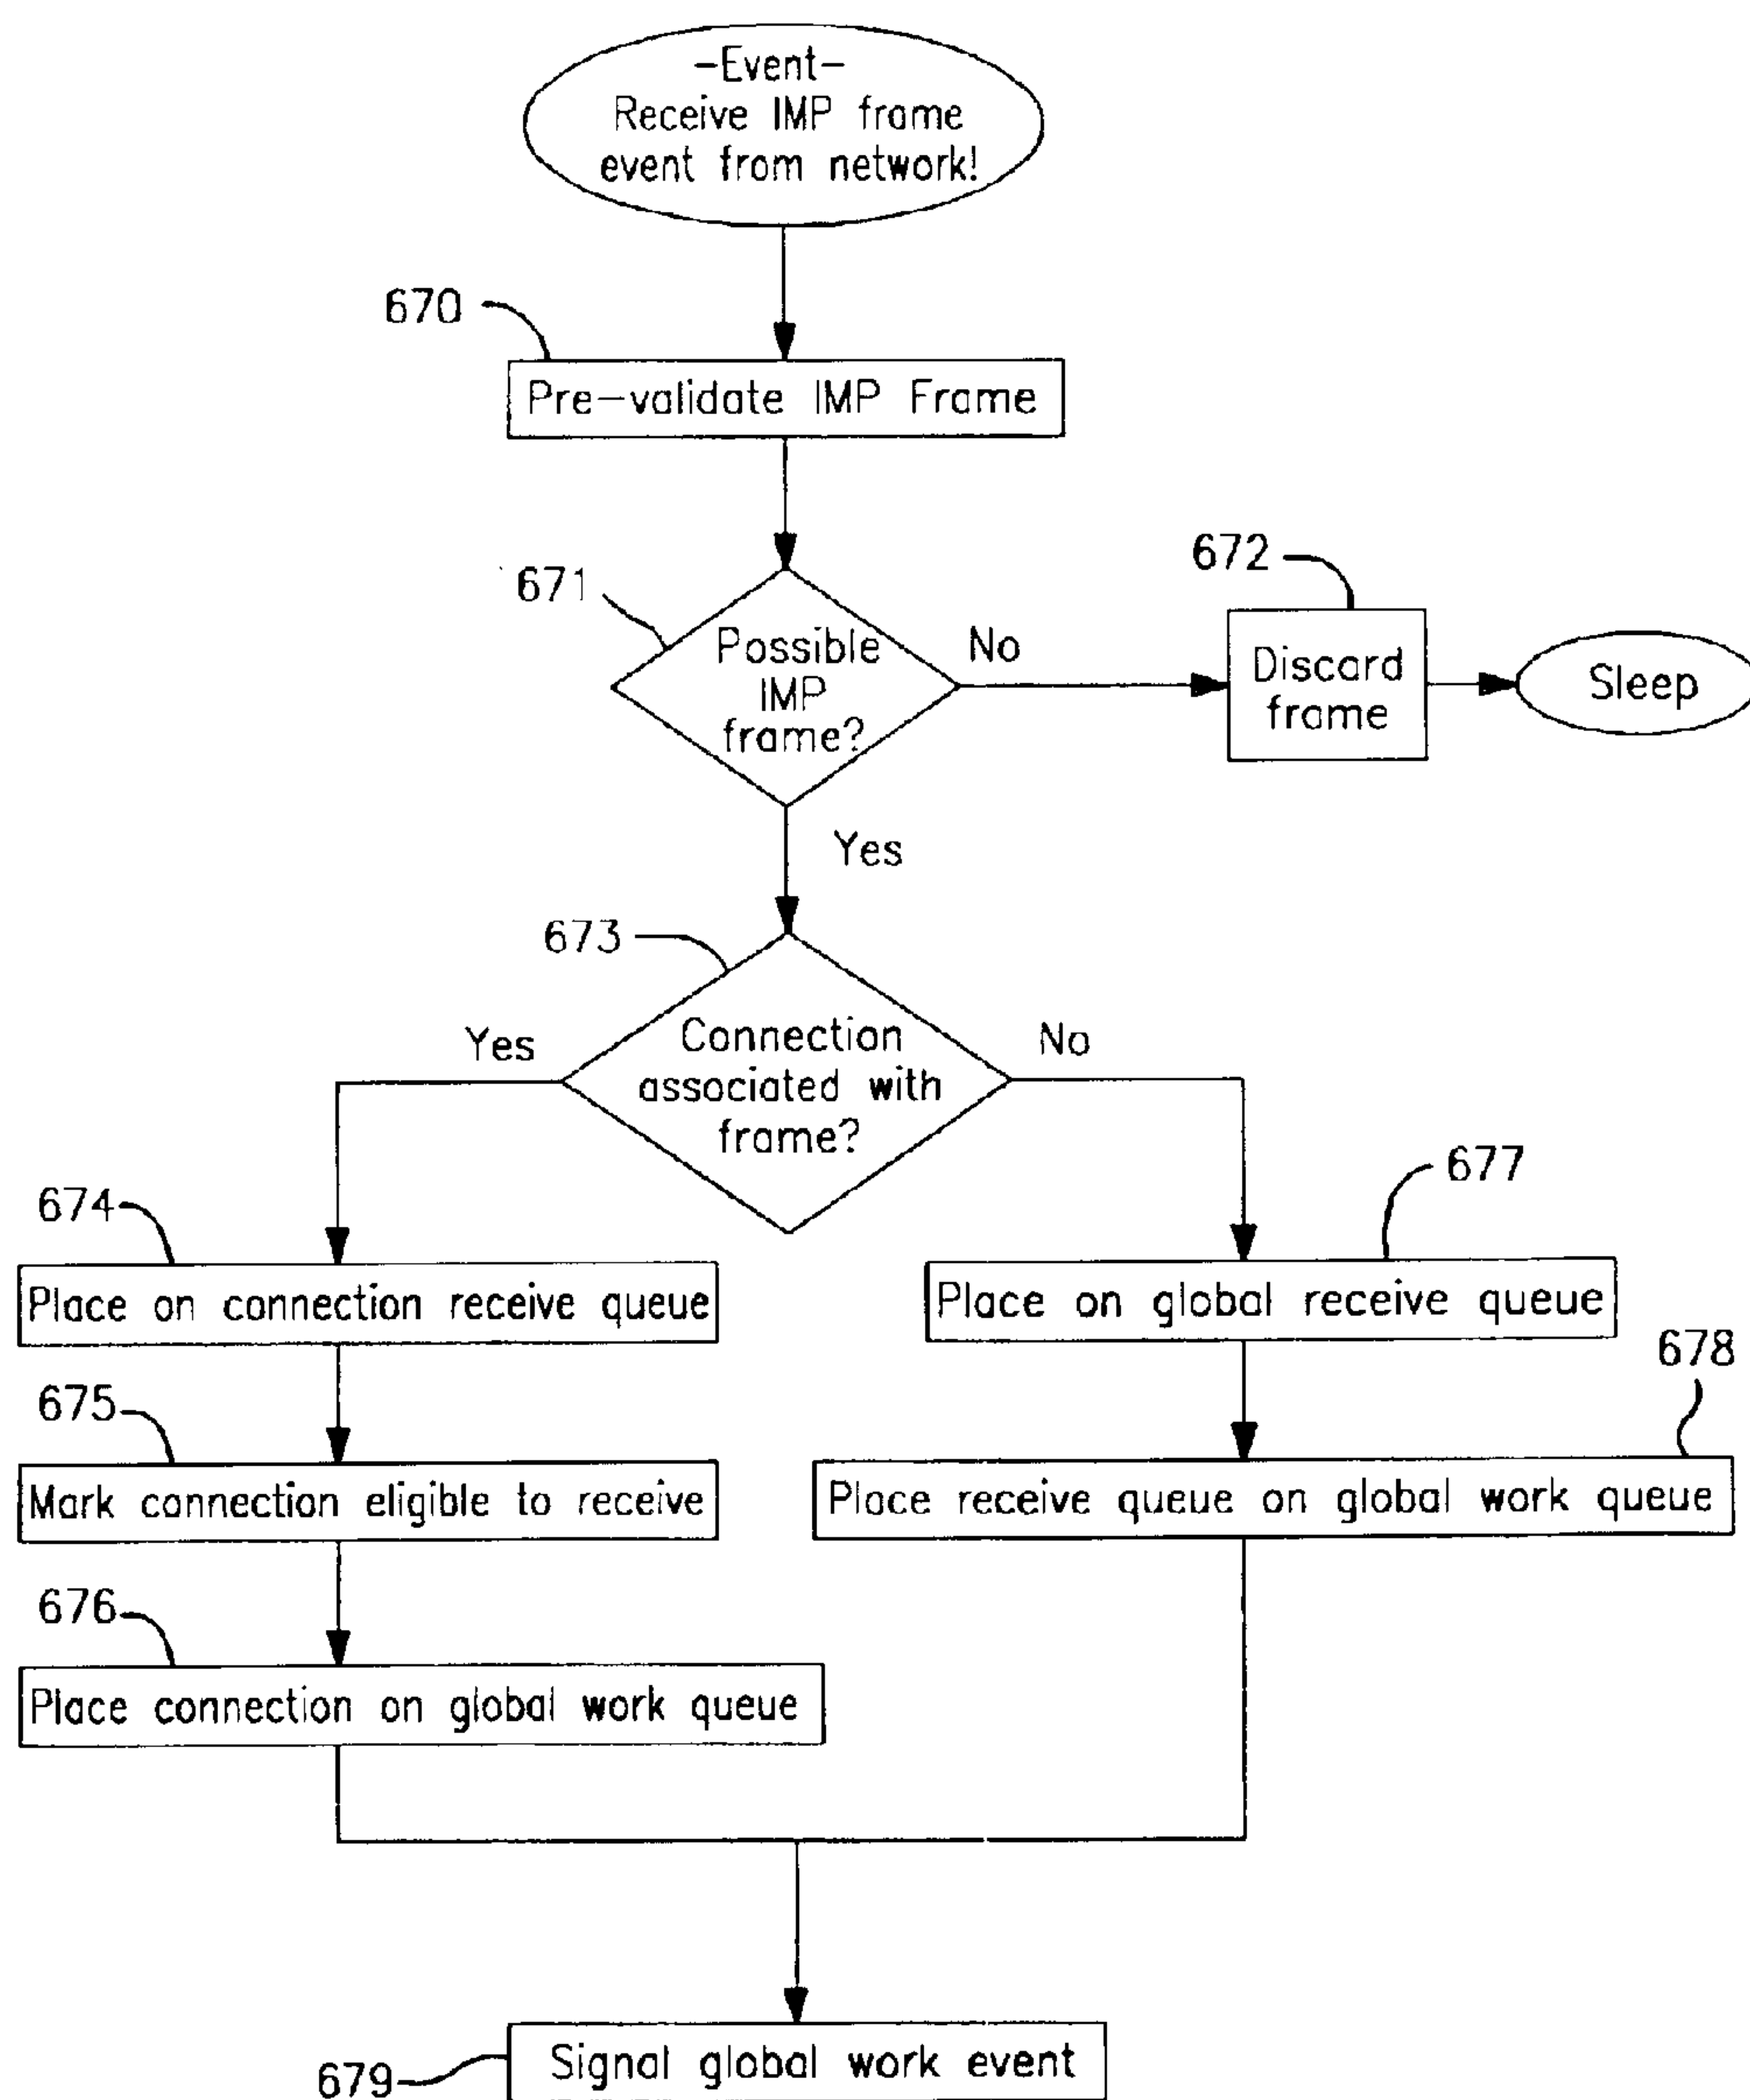 -Event-
Receive IMP frame
event from network!
670
Pre-validate IMP Frame
671
Possible
IMP
frame?
No
672
Discard
frame
Sleep
Yes
673
Connection
associated with
frame?
Yes
No
674
Place on connection receive queue
677
Place on global receive queue
675
Mark connection eligible to receive
678
Place receive queue on global work queue
676
Place connection on global work queue
679
Signal global work event